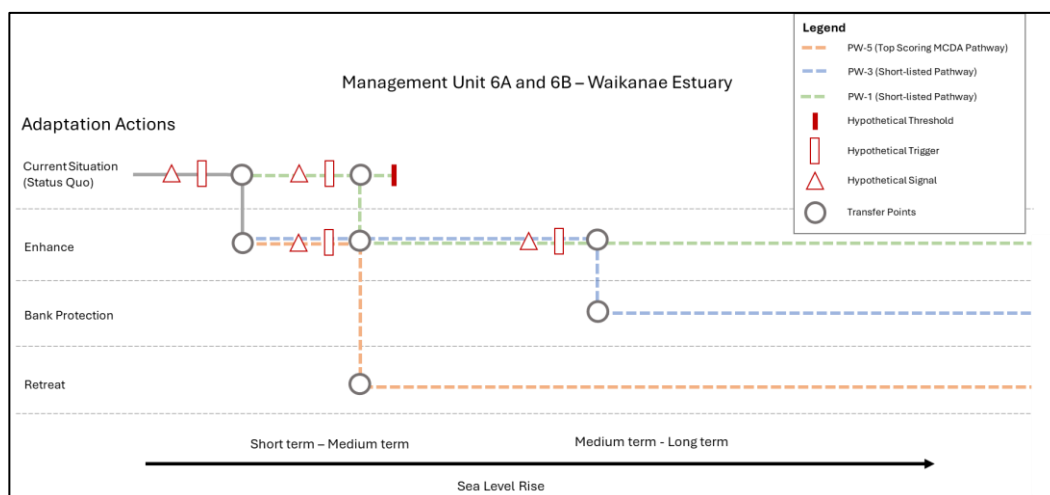 Legend
PW-5 (Top Scoring MCDA Pathway)
PW-3 (Short-listed Pathway)
PW-1 (Short-listed Pathway)
Hypothetical Threshold
Hypothetical Trigger
Hypothetical Signal
Transfer Points
Management Unit 6A and 6B – Waikanae Estuary
Adaptation Actions
Current Situation
(Status Quo)
Enhance
Bank Protection
Retreat
Short term – Medium term
Medium term - Long term
Sea Level Rise